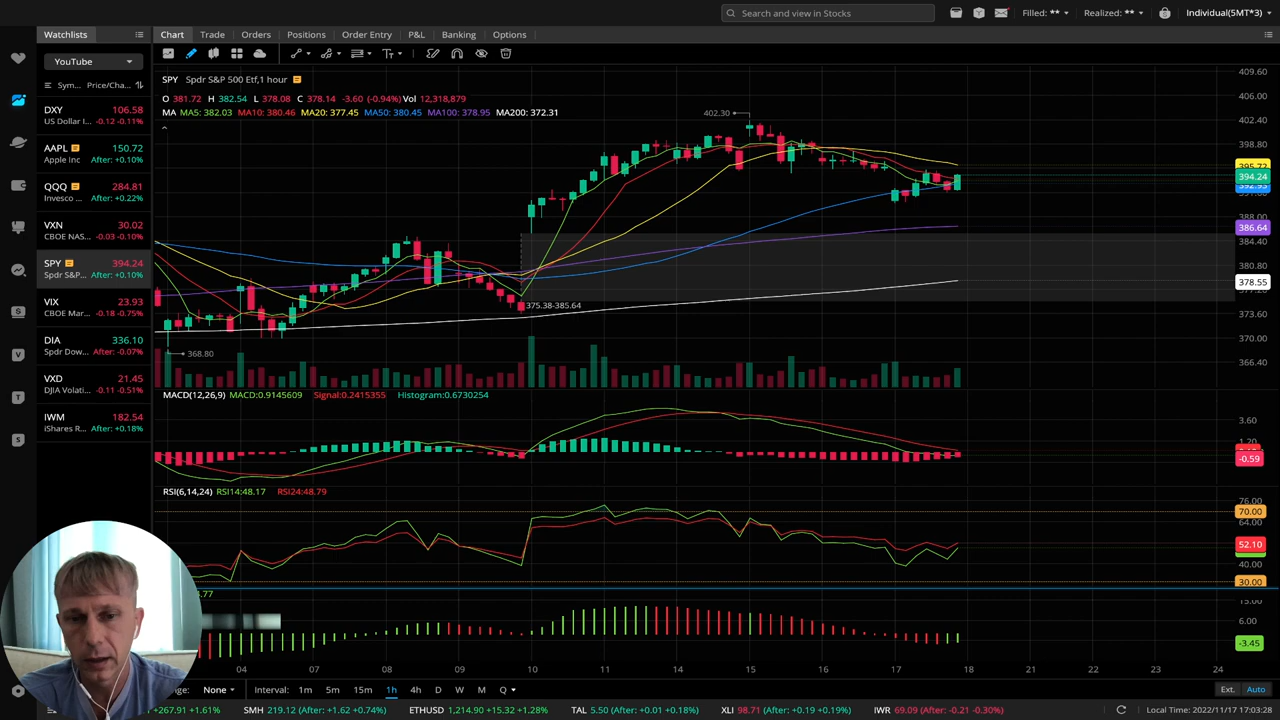 Search and view in Stocks
Filled: ** Realized: ** Individual(5MT*3)
Watchlists
Chart Trade Orders Positions Order Entry P&L Banking Options
YouTube
Sym... Price/Cha...
DXY 106.58
US Dollar I... -0.12 -0.11%
AAPL 150.72
Apple Inc After: +0.10%
QQQ 284.81
Invesco ... After: +0.22%
VXN 30.02
CBOE NAS... -0.03 -0.10%
SPY 394.24
Spdr S&P... After: +0.10%
VIX 23.93
CBOE Mar... -0.18 -0.75%
DIA 336.10
Spdr Dow... After: -0.07%
VXD 21.45
DJIA Volati... -0.11 -0.51%
IWM 182.54
iShares R... After: +0.18%
SPY Spdr S&P 500 Etf,1 hour
O 381.72 H 382.54 L 378.08 C 378.14 -3.60 (-0.94%) Vol 12,318,879
MA MA5: 382.03 MA10: 380.46 MA20: 377.45 MA50: 380.45 MA100: 378.95 MA200: 372.31
402.30
375.38-385.64
368.80
409.60
406.00
402.40
398.80
395.72
394.24
392.93
388.00
386.64
384.40
380.80
378.55
373.60
370.00
366.40
MACD(12,26,9) MACD:0.9145609 Signal:0.2415355 Histogram:0.6730254
3.60
1.20
-0.59
RSI(6,14,24) RSI14:48.17 RSI24:48.79
76.00
70.00
64.00
52.10
40.00
30.00
.77
15.00
6.00
-3.45
04 07 08 09 10 11 14 15 16 17 18 21 22 23 24
None Interval: 1m 5m 15m 1h 4h D W M Q Ext. Auto
+267.91 +1.61% SMH 219.12 (After: +1.62 +0.74%) ETHUSD 1,214.90 +15.32 +1.28% TAL 5.50 (After: +0.01 +0.18%) XLI 98.71 (After: +0.19 +0.19%) IWR 69.09 (After: -0.21 -0.30%) Local Time: 2022/11/17 17:03:28